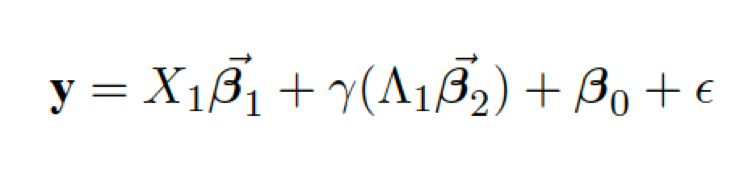 𝐲 = X₁𝜷⃗₁ + γ(Λ₁𝜷⃗₂) + 𝜷₀ + ϵ